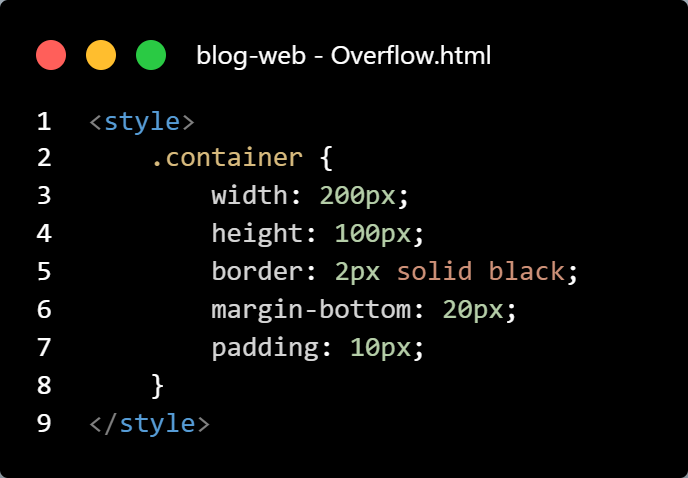 blog-web - Overflow.html
1 <style>
2     .container {
3         width: 200px;
4         height: 100px;
5         border: 2px solid black;
6         margin-bottom: 20px;
7         padding: 10px;
8     }
9 </style>